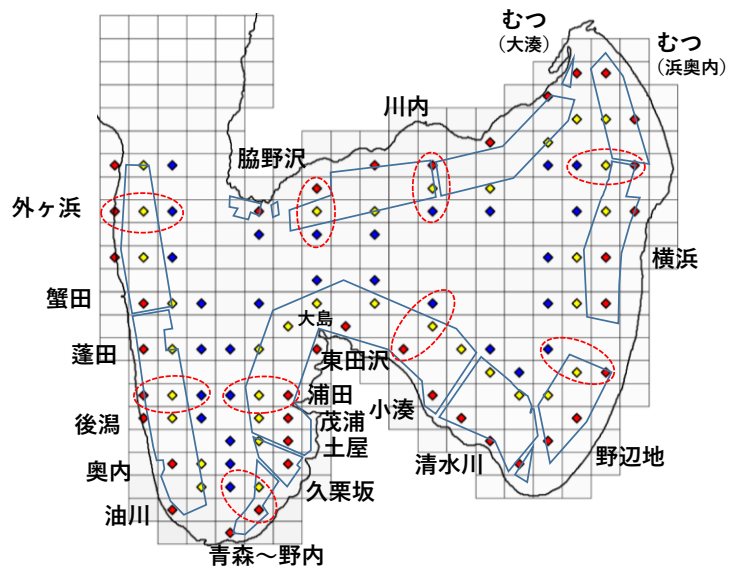 むつ
（大湊）
むつ
（浜奥内）
川内
脇野沢
外ヶ浜
横浜
蟹田
大島
蓬田
東田沢
浦田
小湊
後潟
茂浦
土屋
清水川
野辺地
奥内
久栗坂
油川
青森～野内